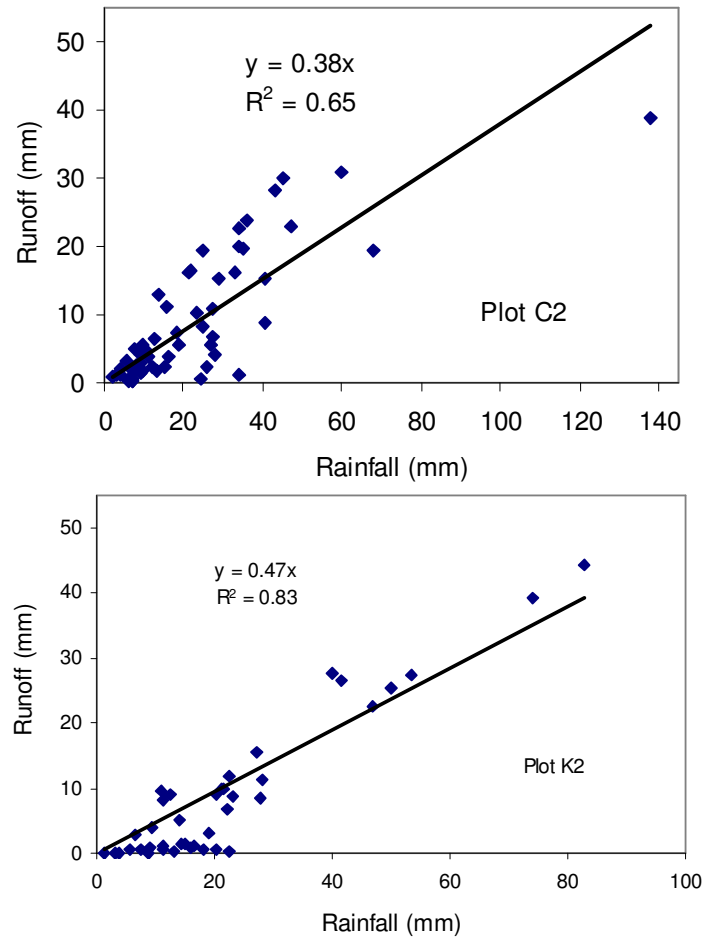 50
y = 0.38x
R² = 0.65
40
30
20
10
0
Runoff (mm)
Plot C2
0 20 40 60 80 100 120 140
Rainfall (mm)
50
y = 0.47x
R² = 0.83
40
30
20
10
0
Runoff (mm)
Plot K2
0 20 40 60 80 100
Rainfall (mm)